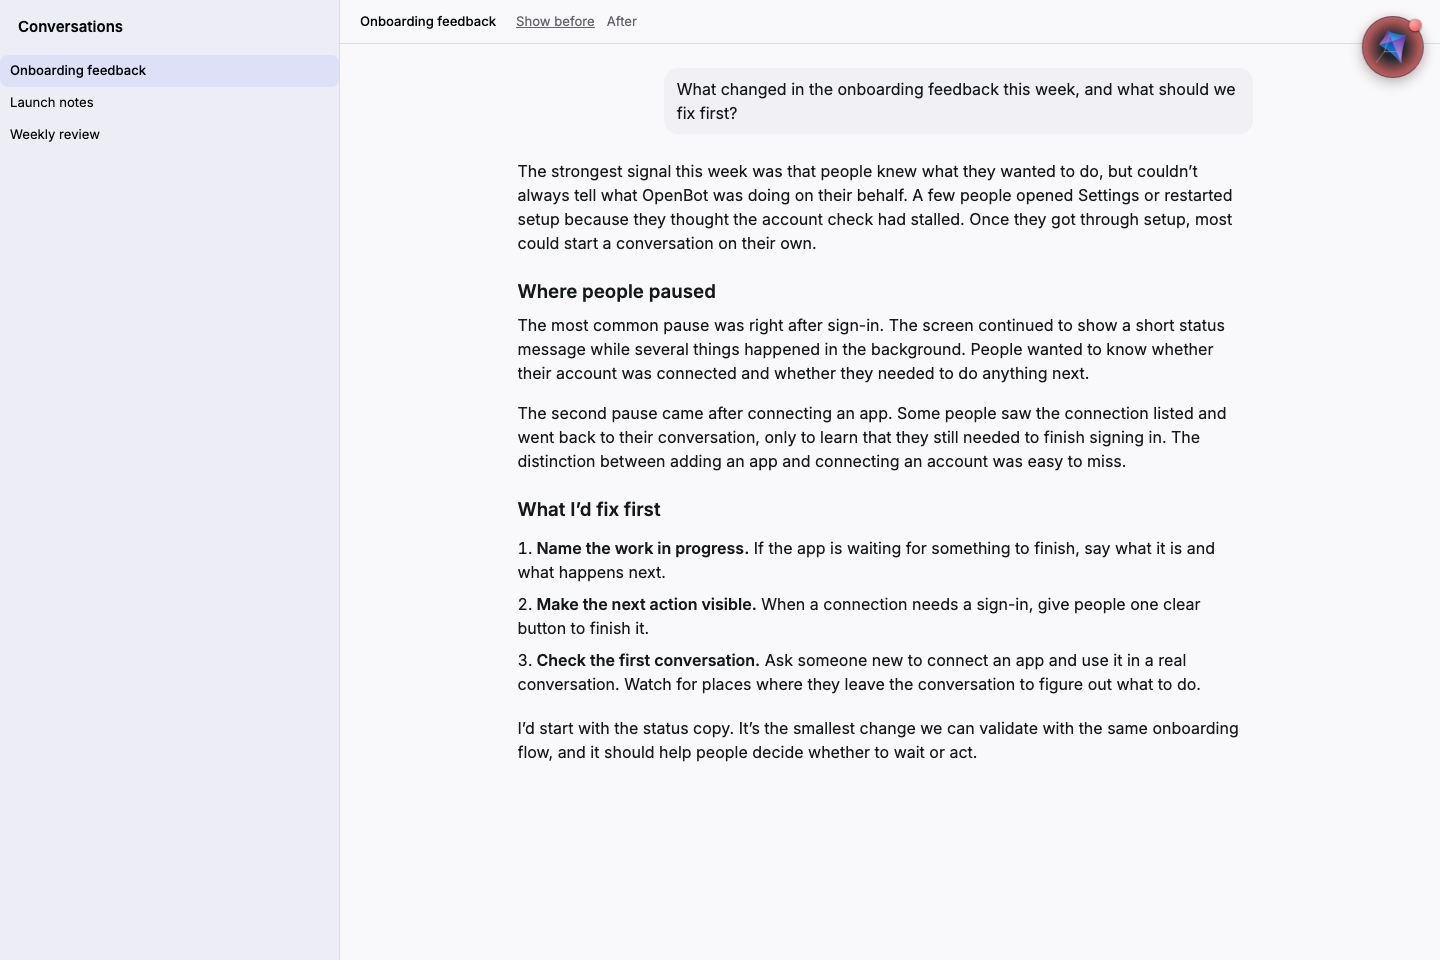 Conversations
Onboarding feedback
Launch notes
Weekly review
Onboarding feedback Show before After
What changed in the onboarding feedback this week, and what should we
fix first?
The strongest signal this week was that people knew what they wanted to do, but couldn’t
always tell what OpenBot was doing on their behalf. A few people opened Settings or restarted
setup because they thought the account check had stalled. Once they got through setup, most
could start a conversation on their own.
Where people paused
The most common pause was right after sign-in. The screen continued to show a short status
message while several things happened in the background. People wanted to know whether
their account was connected and whether they needed to do anything next.
The second pause came after connecting an app. Some people saw the connection listed and
went back to their conversation, only to learn that they still needed to finish signing in. The
distinction between adding an app and connecting an account was easy to miss.
What I’d fix first
1. Name the work in progress. If the app is waiting for something to finish, say what it is and
what happens next.
2. Make the next action visible. When a connection needs a sign-in, give people one clear
button to finish it.
3. Check the first conversation. Ask someone new to connect an app and use it in a real
conversation. Watch for places where they leave the conversation to figure out what to do.
I’d start with the status copy. It’s the smallest change we can validate with the same onboarding
flow, and it should help people decide whether to wait or act.